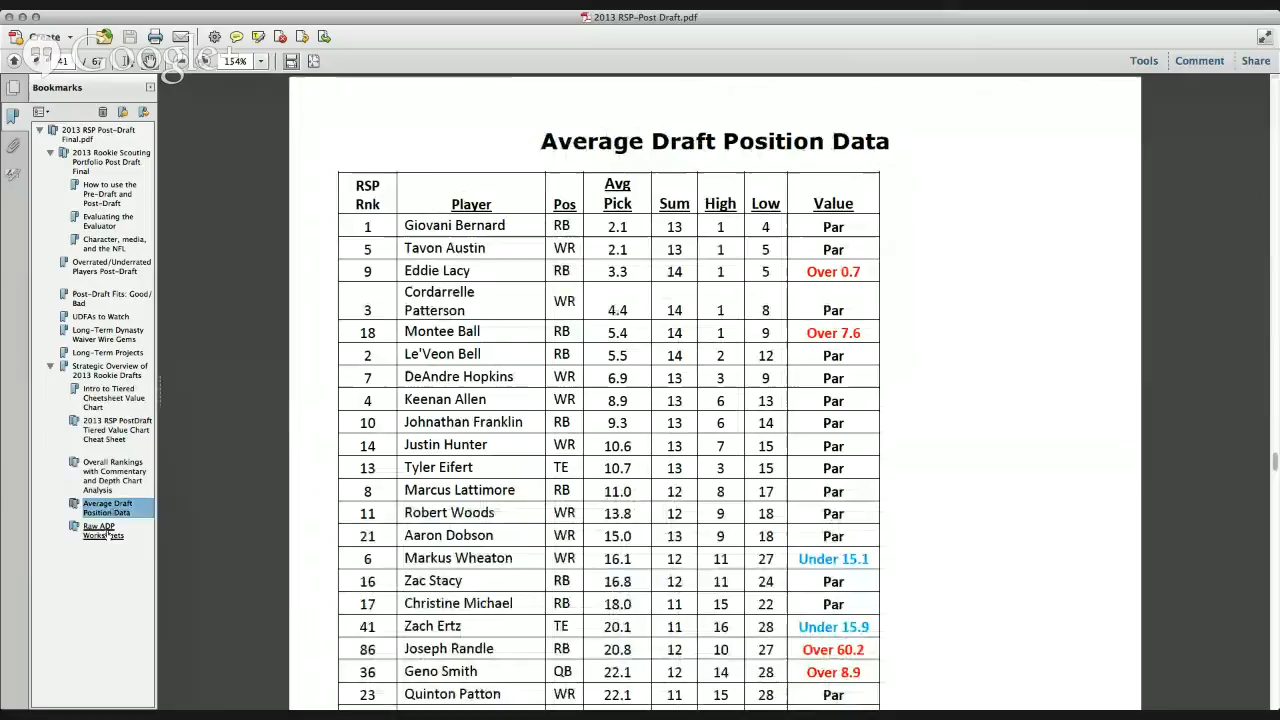 2013 RSP-Post Draft.pdf
Create
Google+
41 / 67
154%
Tools Comment Share
Bookmarks
2013 RSP Post-Draft
Final.pdf
2013 Rookie Scouting
Portfolio Post Draft
Final
How to use the
Pre-Draft and
Post-Draft
Evaluating the
Evaluator
Character, media,
and the NFL
Overrated/Underrated
Players Post-Draft
Post-Draft Fits: Good/
Bad
UDFAs to Watch
Long-Term Dynasty
Waiver Wire Gems
Long-Term Projects
Strategic Overview of
2013 Rookie Drafts
Intro to Tiered
Cheetsheet Value
Chart
2013 RSP PostDraft
Tiered Value Chart
Cheat Sheet
Overall Rankings
with Commentary
and Depth Chart
Analysis
Average Draft
Position Data
Raw ADP
Worksheets
Average Draft Position Data
RSP Rnk Player Pos Avg Pick Sum High Low Value
1 Giovani Bernard RB 2.1 13 1 4 Par
5 Tavon Austin WR 2.1 13 1 5 Par
9 Eddie Lacy RB 3.3 14 1 5 Over 0.7
3 Cordarrelle Patterson WR 4.4 14 1 8 Par
18 Montee Ball RB 5.4 14 1 9 Over 7.6
2 Le'Veon Bell RB 5.5 14 2 12 Par
7 DeAndre Hopkins WR 6.9 13 3 9 Par
4 Keenan Allen WR 8.9 13 6 13 Par
10 Johnathan Franklin RB 9.3 13 6 14 Par
14 Justin Hunter WR 10.6 13 7 15 Par
13 Tyler Eifert TE 10.7 13 3 15 Par
8 Marcus Lattimore RB 11.0 12 8 17 Par
11 Robert Woods WR 13.8 12 9 18 Par
21 Aaron Dobson WR 15.0 13 9 18 Par
6 Markus Wheaton WR 16.1 12 11 27 Under 15.1
16 Zac Stacy RB 16.8 12 11 24 Par
17 Christine Michael RB 18.0 11 15 22 Par
41 Zach Ertz TE 20.1 11 16 28 Under 15.9
86 Joseph Randle RB 20.8 12 10 27 Over 60.2
36 Geno Smith QB 22.1 12 14 28 Over 8.9
23 Quinton Patton WR 22.1 11 15 28 Par